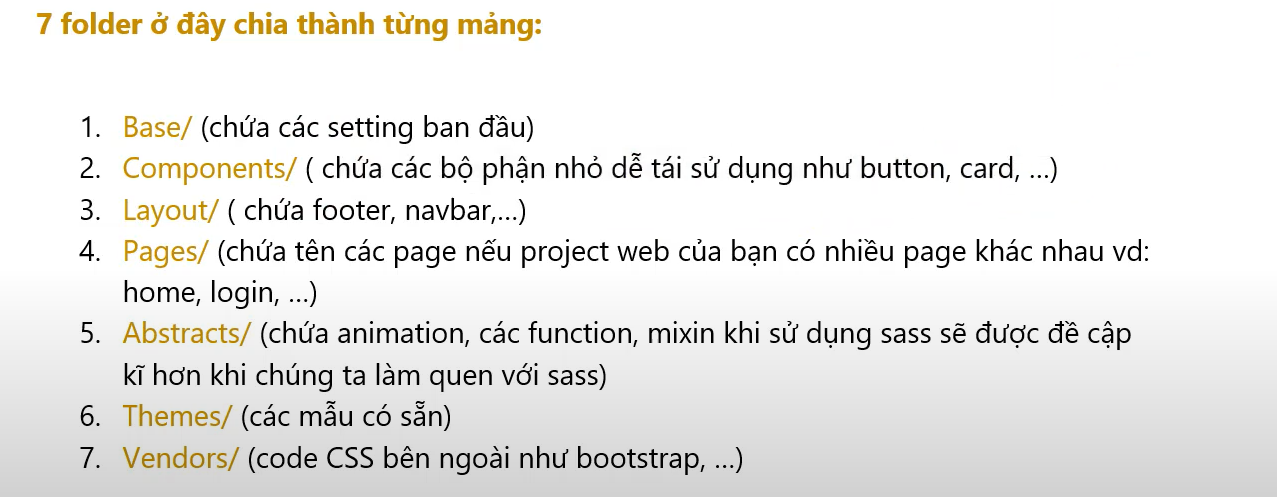 7 folder ở đây chia thành từng mảng:
1. Base/ (chứa các setting ban đầu)
2. Components/ ( chứa các bộ phận nhỏ dễ tái sử dụng như button, card, ...)
3. Layout/ ( chứa footer, navbar,...)
4. Pages/ (chứa tên các page nếu project web của bạn có nhiều page khác nhau vd:
home, login, ...)
5. Abstracts/ (chứa animation, các function, mixin khi sử dụng sass sẽ được đề cập
kĩ hơn khi chúng ta làm quen với sass)
6. Themes/ (các mẫu có sẵn)
7. Vendors/ (code CSS bên ngoài như bootstrap, ...)